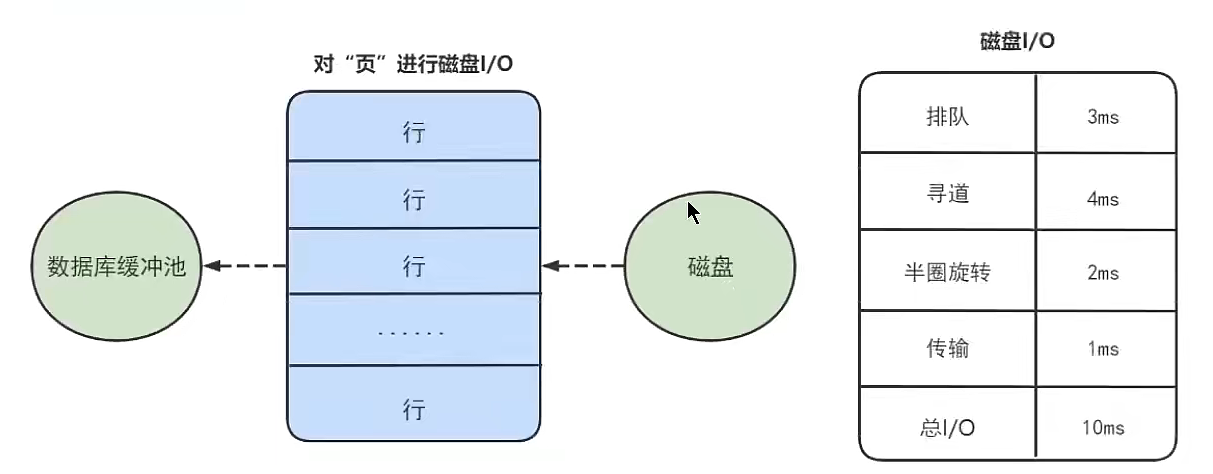 对“页”进行磁盘I/O
行
行
行
......
行
数据库缓冲池
磁盘
磁盘I/O
排队 3ms
寻道 4ms
半圈旋转 2ms
传输 1ms
总I/O 10ms